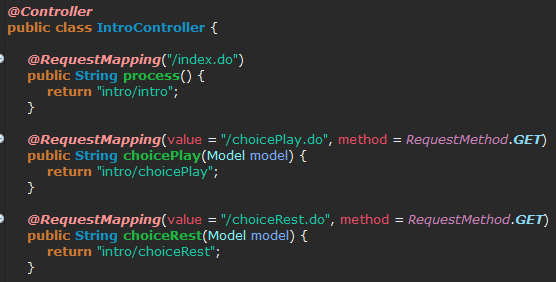 @Controller
public class IntroController {
@RequestMapping("/index.do")
public String process() {
return "intro/intro";
}
@RequestMapping(value = "/choicePlay.do", method = RequestMethod.GET)
public String choicePlay(Model model) {
return "intro/choicePlay";
}
@RequestMapping(value = "/choiceRest.do", method = RequestMethod.GET)
public String choiceRest(Model model) {
return "intro/choiceRest";
}